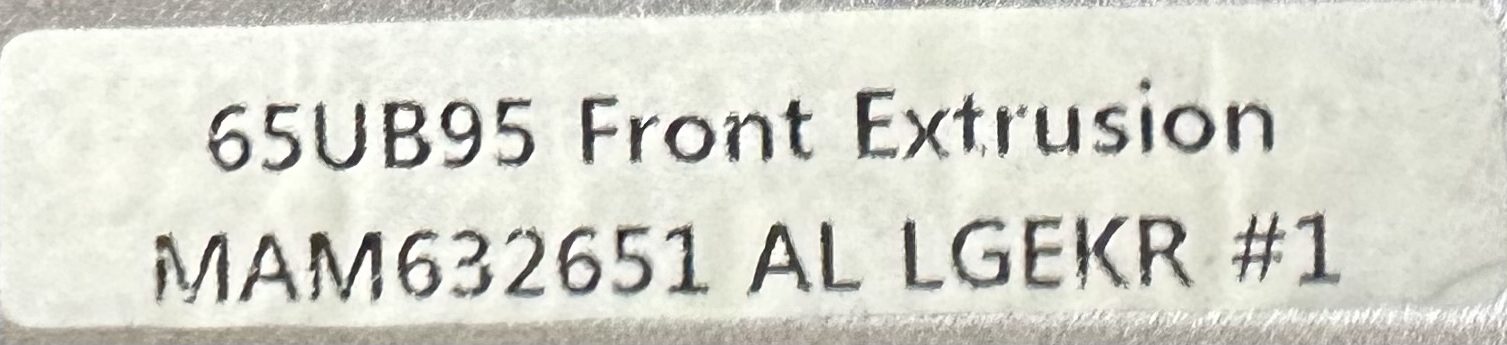 65UB95 Front Extrusion
MAM632651 AL LGEKR #1